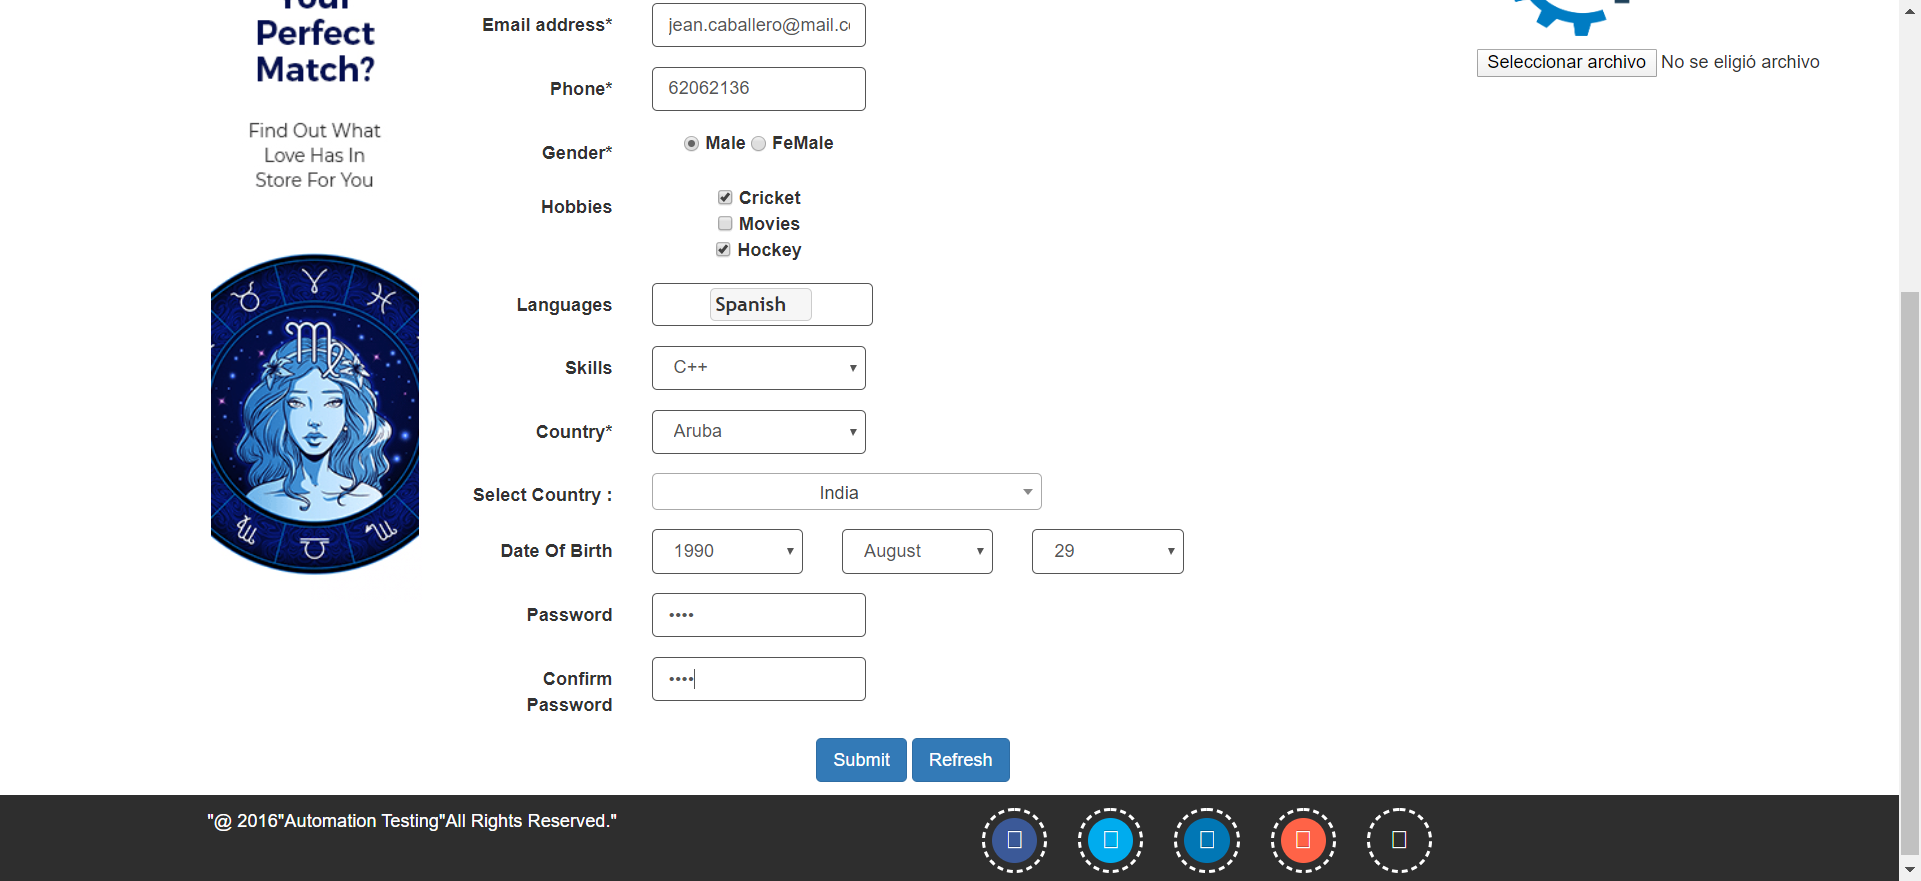 Your
Perfect
Match?
Find Out What
Love Has In
Store For You
Email address*
jean.caballero@mail.c
Phone*
62062136
Gender*
Male FeMale
Hobbies
Cricket
Movies
Hockey
Languages
Spanish
Skills
C++
Country*
Aruba
Select Country :
India
Date Of Birth
1990 August 29
Password
••••
Confirm
Password
••••
Submit Refresh
Seleccionar archivo No se eligió archivo
"@ 2016"Automation Testing"All Rights Reserved."